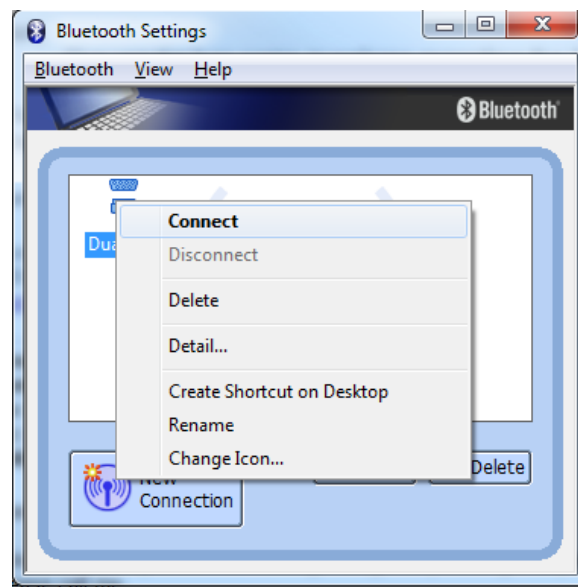 Bluetooth Settings
Bluetooth View Help
Bluetooth
Connect
Disconnect
Delete
Detail...
Create Shortcut on Desktop
Rename
Change Icon...
New
Connection
Delete